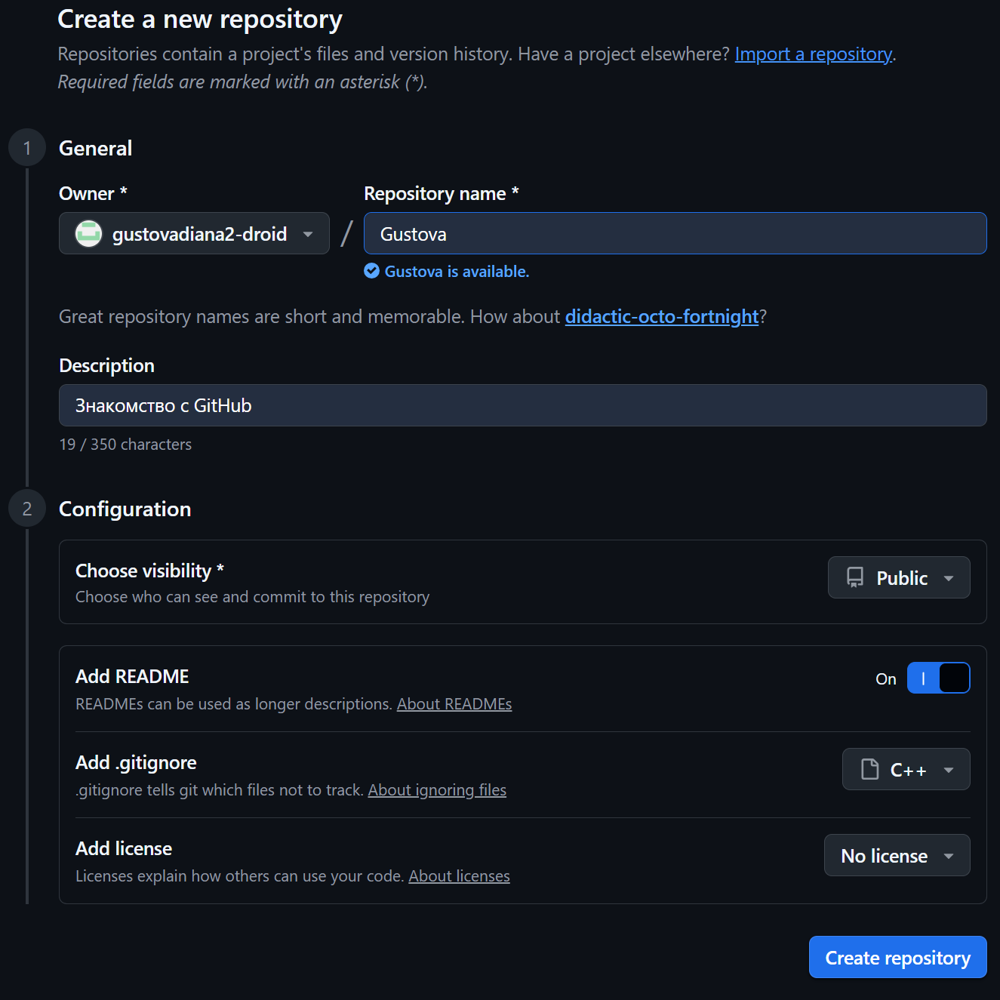 Create a new repository
Repositories contain a project's files and version history. Have a project elsewhere? Import a repository.
Required fields are marked with an asterisk (*).
1 General
Owner *
Repository name *
gustovadiana2-droid / Gustova
Gustova is available.
Great repository names are short and memorable. How about didactic-octo-fortnight?
Description
Знакомство с GitHub
19 / 350 characters
2 Configuration
Choose visibility *
Choose who can see and commit to this repository
Public
Add README
READMEs can be used as longer descriptions. About READMEs
On
Add .gitignore
.gitignore tells git which files not to track. About ignoring files
C++
Add license
Licenses explain how others can use your code. About licenses
No license
Create repository